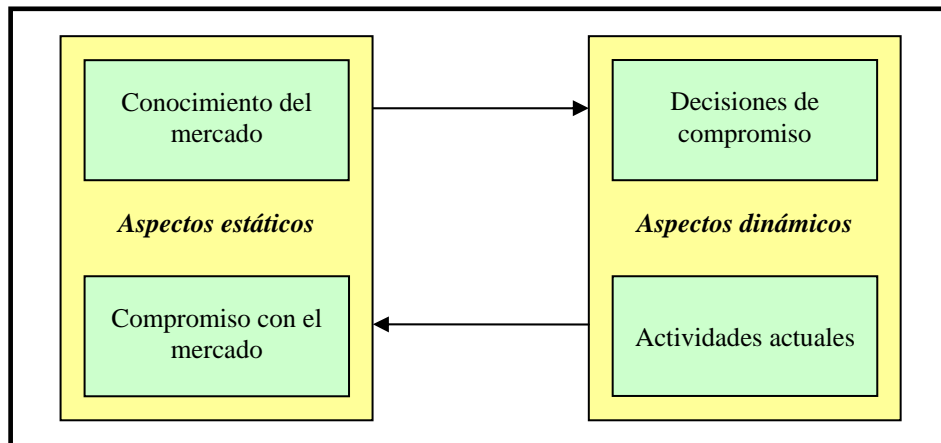 Conocimiento del
mercado
Aspectos estáticos
Compromiso con el
mercado
Decisiones de
compromiso
Aspectos dinámicos
Actividades actuales